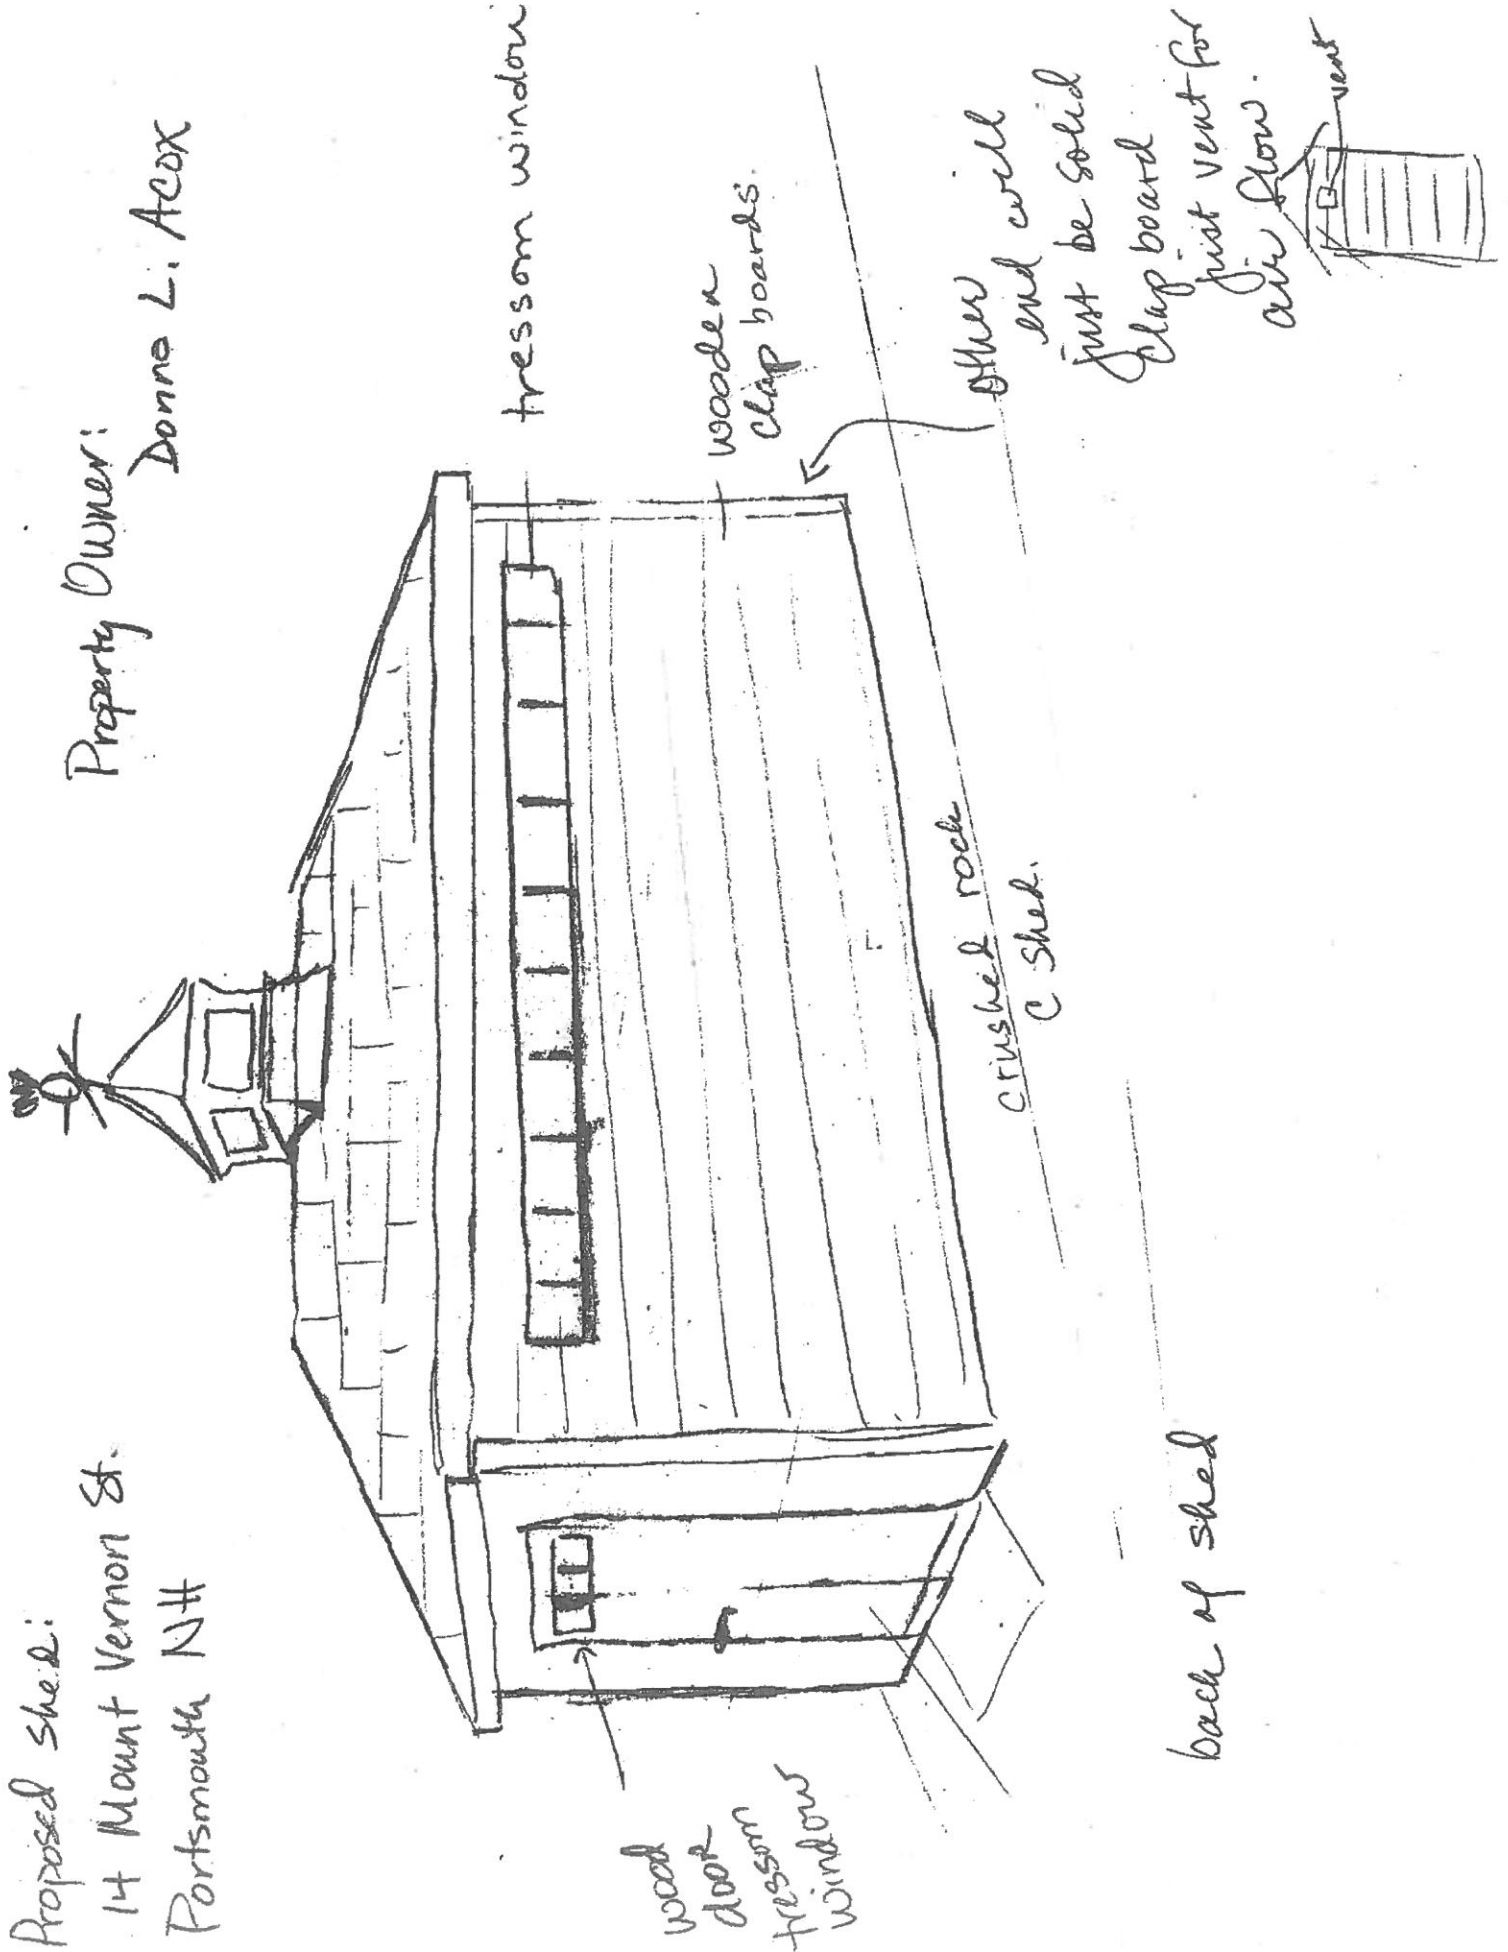 Proposed Shed:
14 Mount Vernon St.
Portsmouth NH
Property Owner:
Donna L. Acox
tressom window
wooden
clap boards.
other
end will
just be solid
clap board
just vent for
air flow.
vent
crushed rock
c shed.
wood
door
tressom
window
back of shed